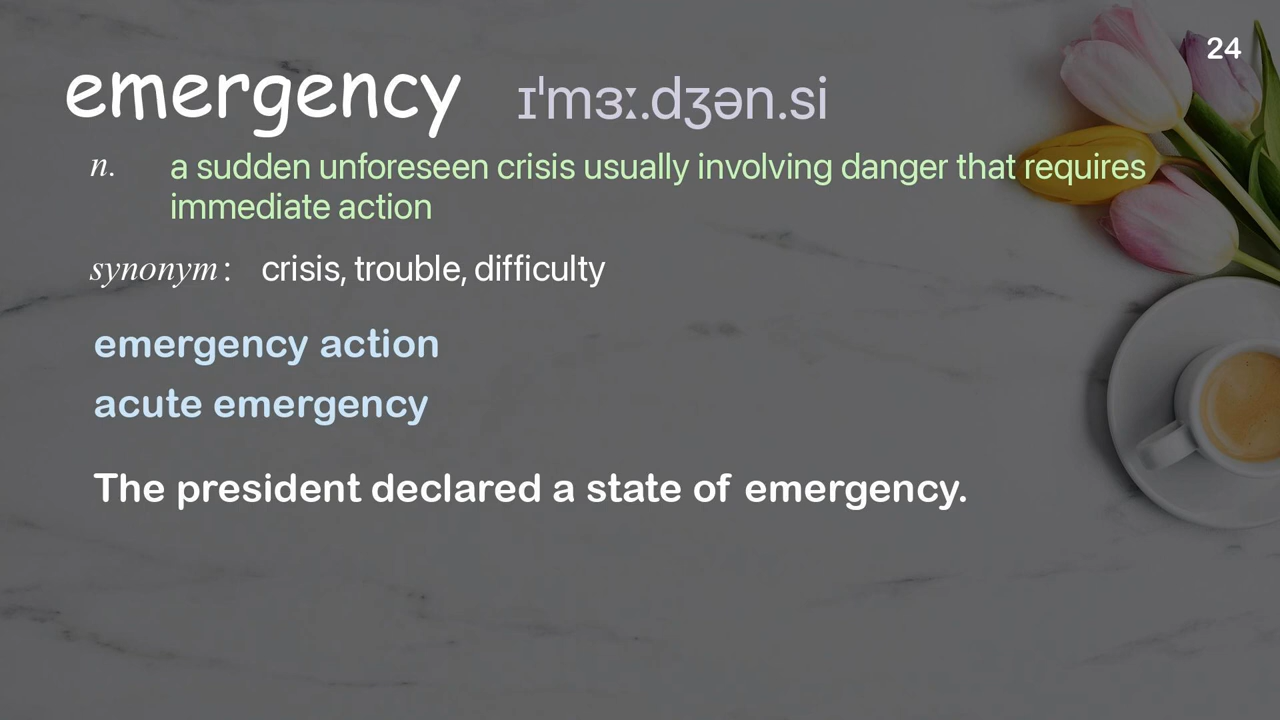 24
emergency ɪˈmɜː.dʒən.si
n. a sudden unforeseen crisis usually involving danger that requires
immediate action
synonym: crisis, trouble, difficulty
emergency action
acute emergency
The president declared a state of emergency.